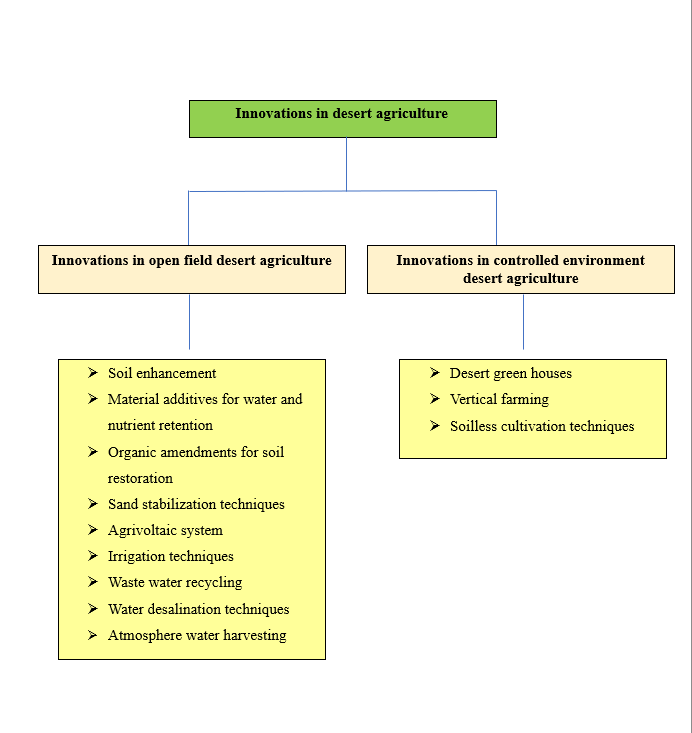 Innovations in desert agriculture
Innovations in open field desert agriculture
Innovations in controlled environment
desert agriculture
➢ Soil enhancement
➢ Material additives for water and
nutrient retention
➢ Organic amendments for soil
restoration
➢ Sand stabilization techniques
➢ Agrivoltaic system
➢ Irrigation techniques
➢ Waste water recycling
➢ Water desalination techniques
➢ Atmosphere water harvesting
➢ Desert green houses
➢ Vertical farming
➢ Soilless cultivation techniques